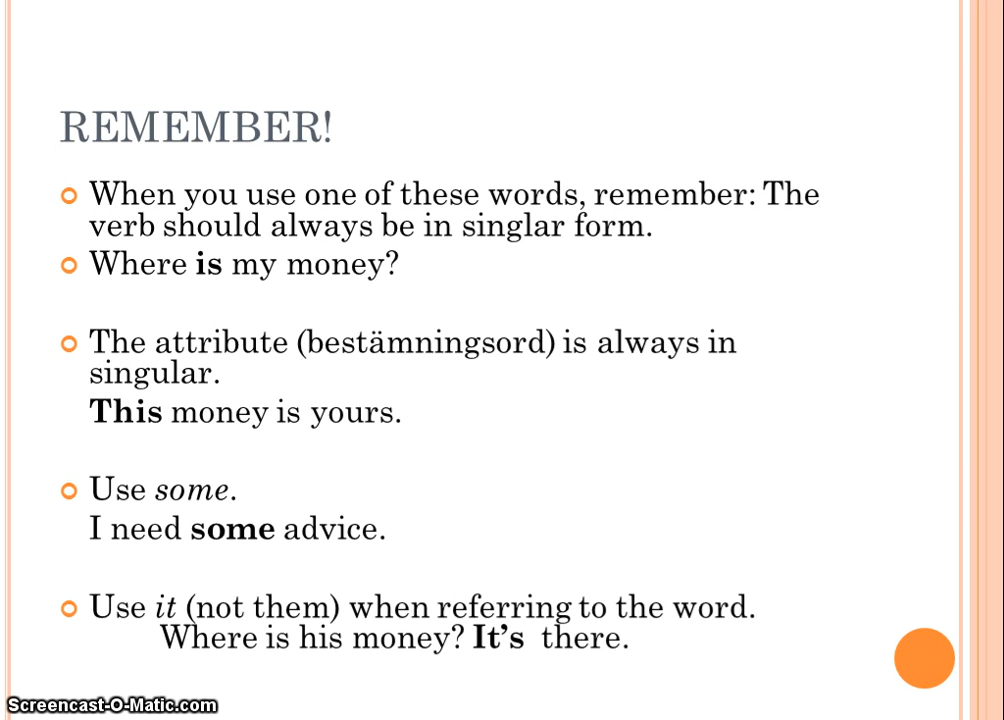 REMEMBER!
When you use one of these words, remember: The
verb should always be in singlar form.
Where is my money?
The attribute (bestämningsord) is always in
singular.
This money is yours.
Use some.
I need some advice.
Use it (not them) when referring to the word.
Where is his money? It's there.
Screencast-O-Matic.com